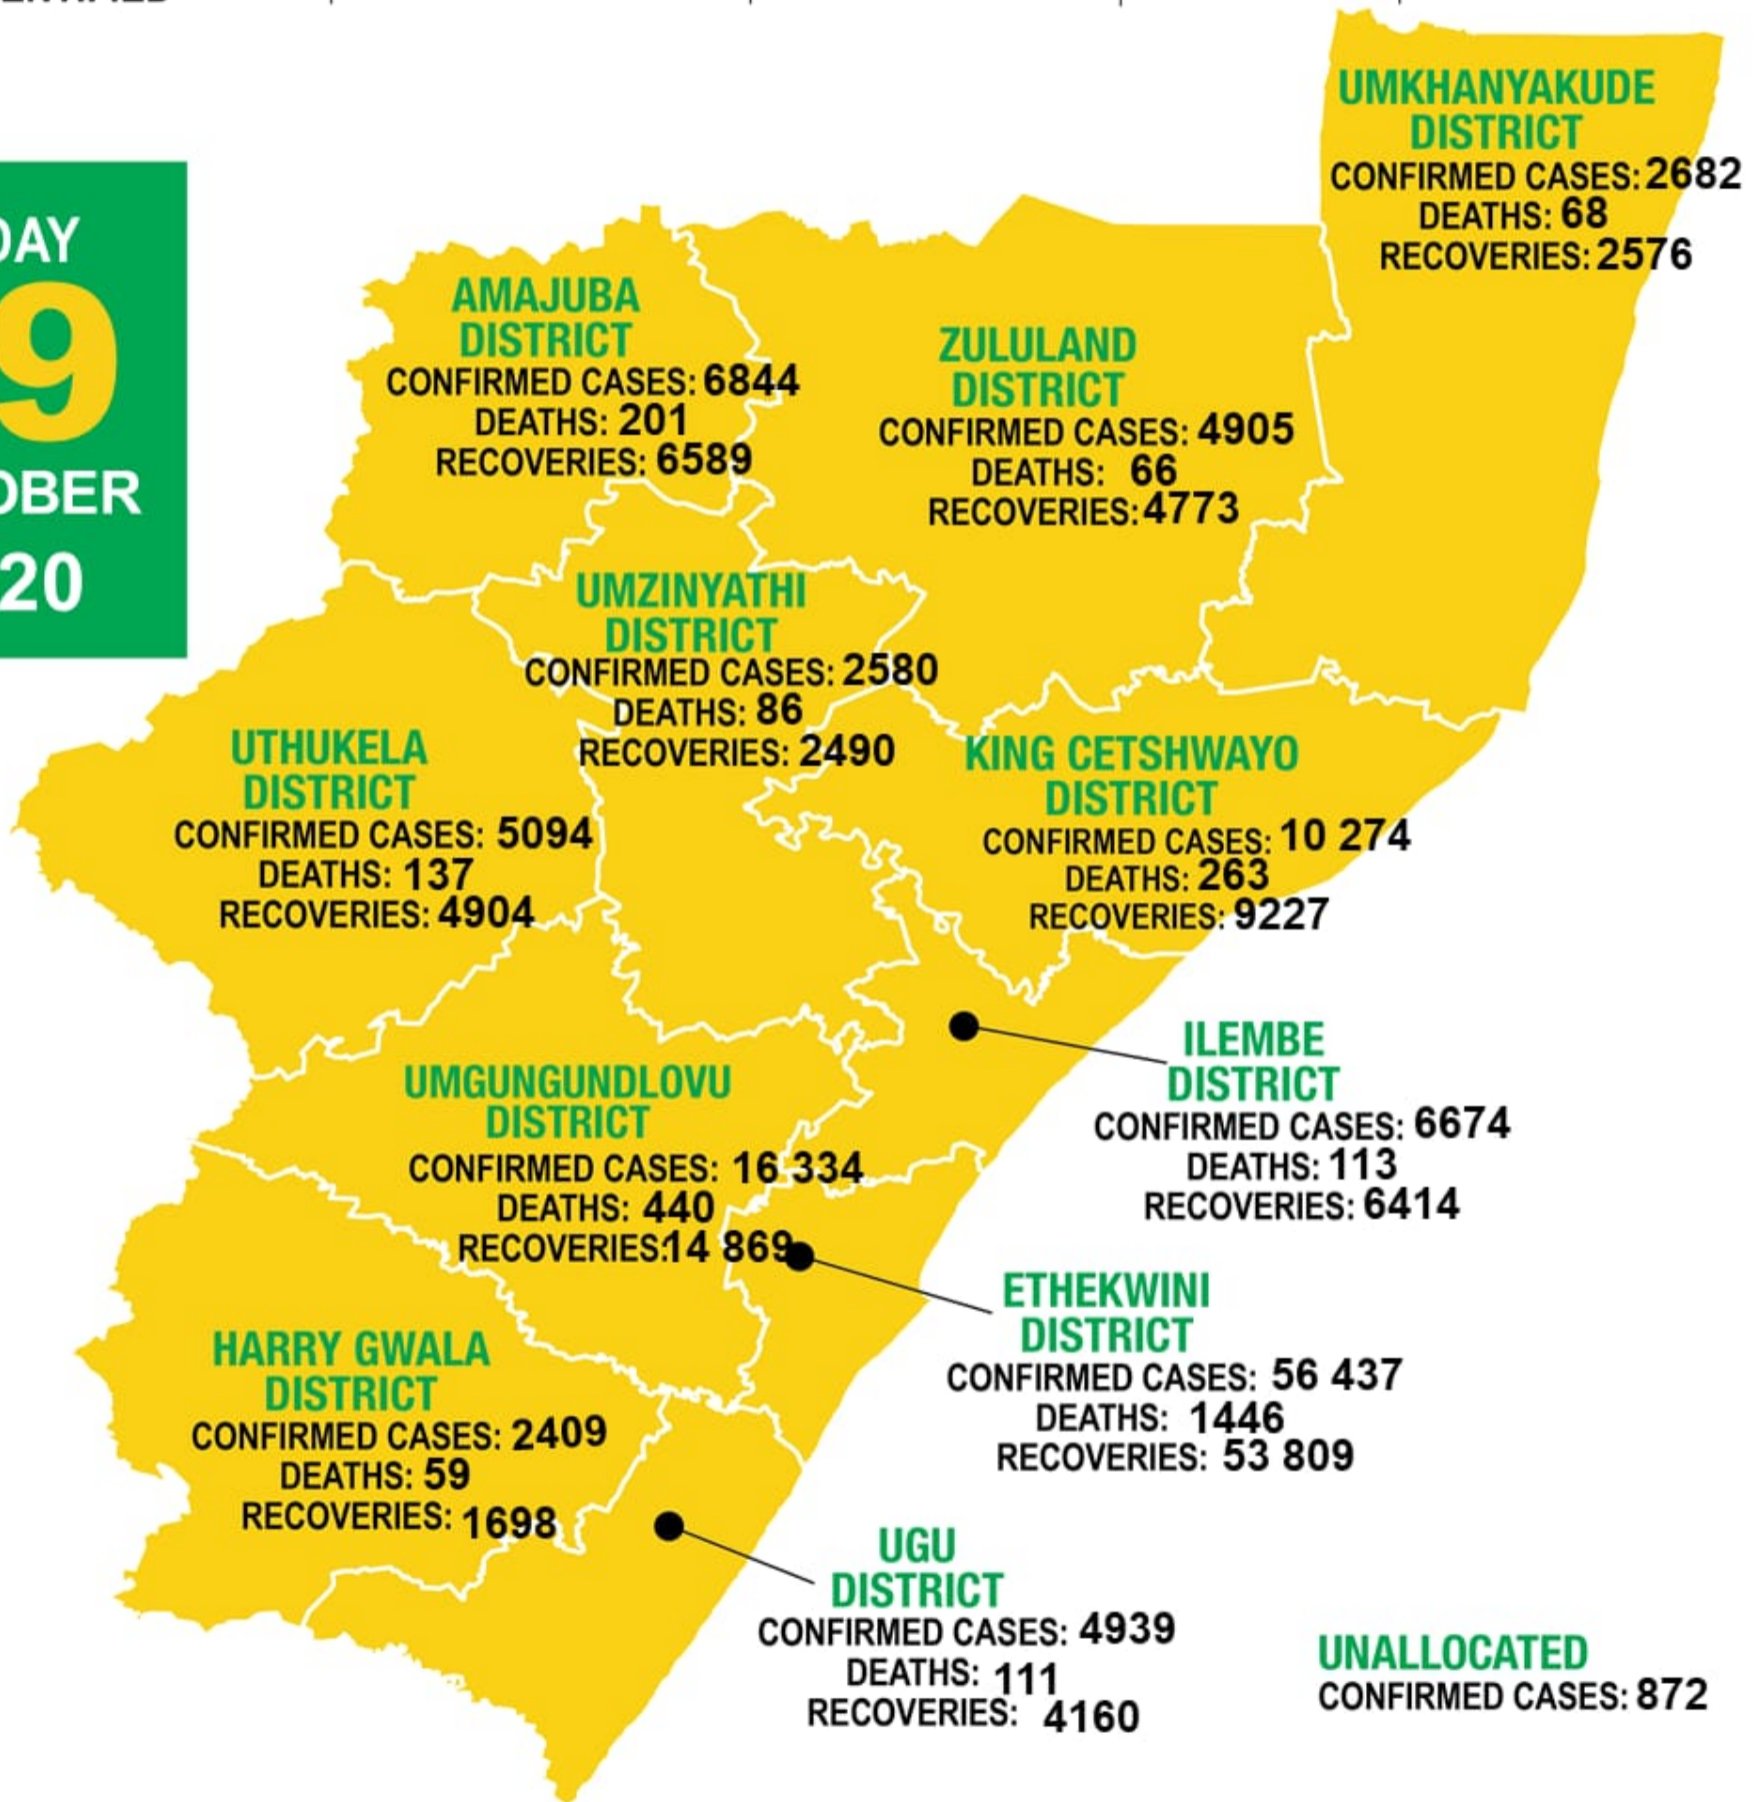 DAY
9
OBER
20
UMKHANYAKUDE
DISTRICT
CONFIRMED CASES: 2682
DEATHS: 68
RECOVERIES: 2576
AMAJUBA
DISTRICT
CONFIRMED CASES: 6844
DEATHS: 201
RECOVERIES: 6589
ZULULAND
DISTRICT
CONFIRMED CASES: 4905
DEATHS: 66
RECOVERIES: 4773
UMZINYATHI
DISTRICT
CONFIRMED CASES: 2580
DEATHS: 86
RECOVERIES: 2490
UTHUKELA
DISTRICT
CONFIRMED CASES: 5094
DEATHS: 137
RECOVERIES: 4904
KING CETSHWAYO
DISTRICT
CONFIRMED CASES: 10 274
DEATHS: 263
RECOVERIES: 9227
ILEMBE
DISTRICT
CONFIRMED CASES: 6674
DEATHS: 113
RECOVERIES: 6414
UMGUNGUNDLOVU
DISTRICT
CONFIRMED CASES: 16 334
DEATHS: 440
RECOVERIES:14 869
ETHEKWINI
DISTRICT
CONFIRMED CASES: 56 437
DEATHS: 1446
RECOVERIES: 53 809
HARRY GWALA
DISTRICT
CONFIRMED CASES: 2409
DEATHS: 59
RECOVERIES: 1698
UGU
DISTRICT
CONFIRMED CASES: 4939
DEATHS: 111
RECOVERIES: 4160
UNALLOCATED
CONFIRMED CASES: 872